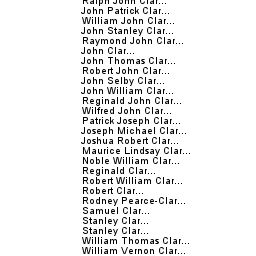 Ralph John Clar...
John Patrick Clar...
William John Clar...
John Stanley Clar...
Raymond John Clar...
John Clar...
John Thomas Clar...
Robert John Clar...
John Selby Clar...
John William Clar...
Reginald John Clar...
Wilfred John Clar...
Patrick Joseph Clar...
Joseph Michael Clar...
Joshua Robert Clar...
Maurice Lindsay Clar...
Noble William Clar...
Reginald Clar...
Robert William Clar...
Robert Clar...
Rodney Pearce-Clar...
Samuel Clar...
Stanley Clar...
Stanley Clar...
William Thomas Clar...
William Vernon Clar...